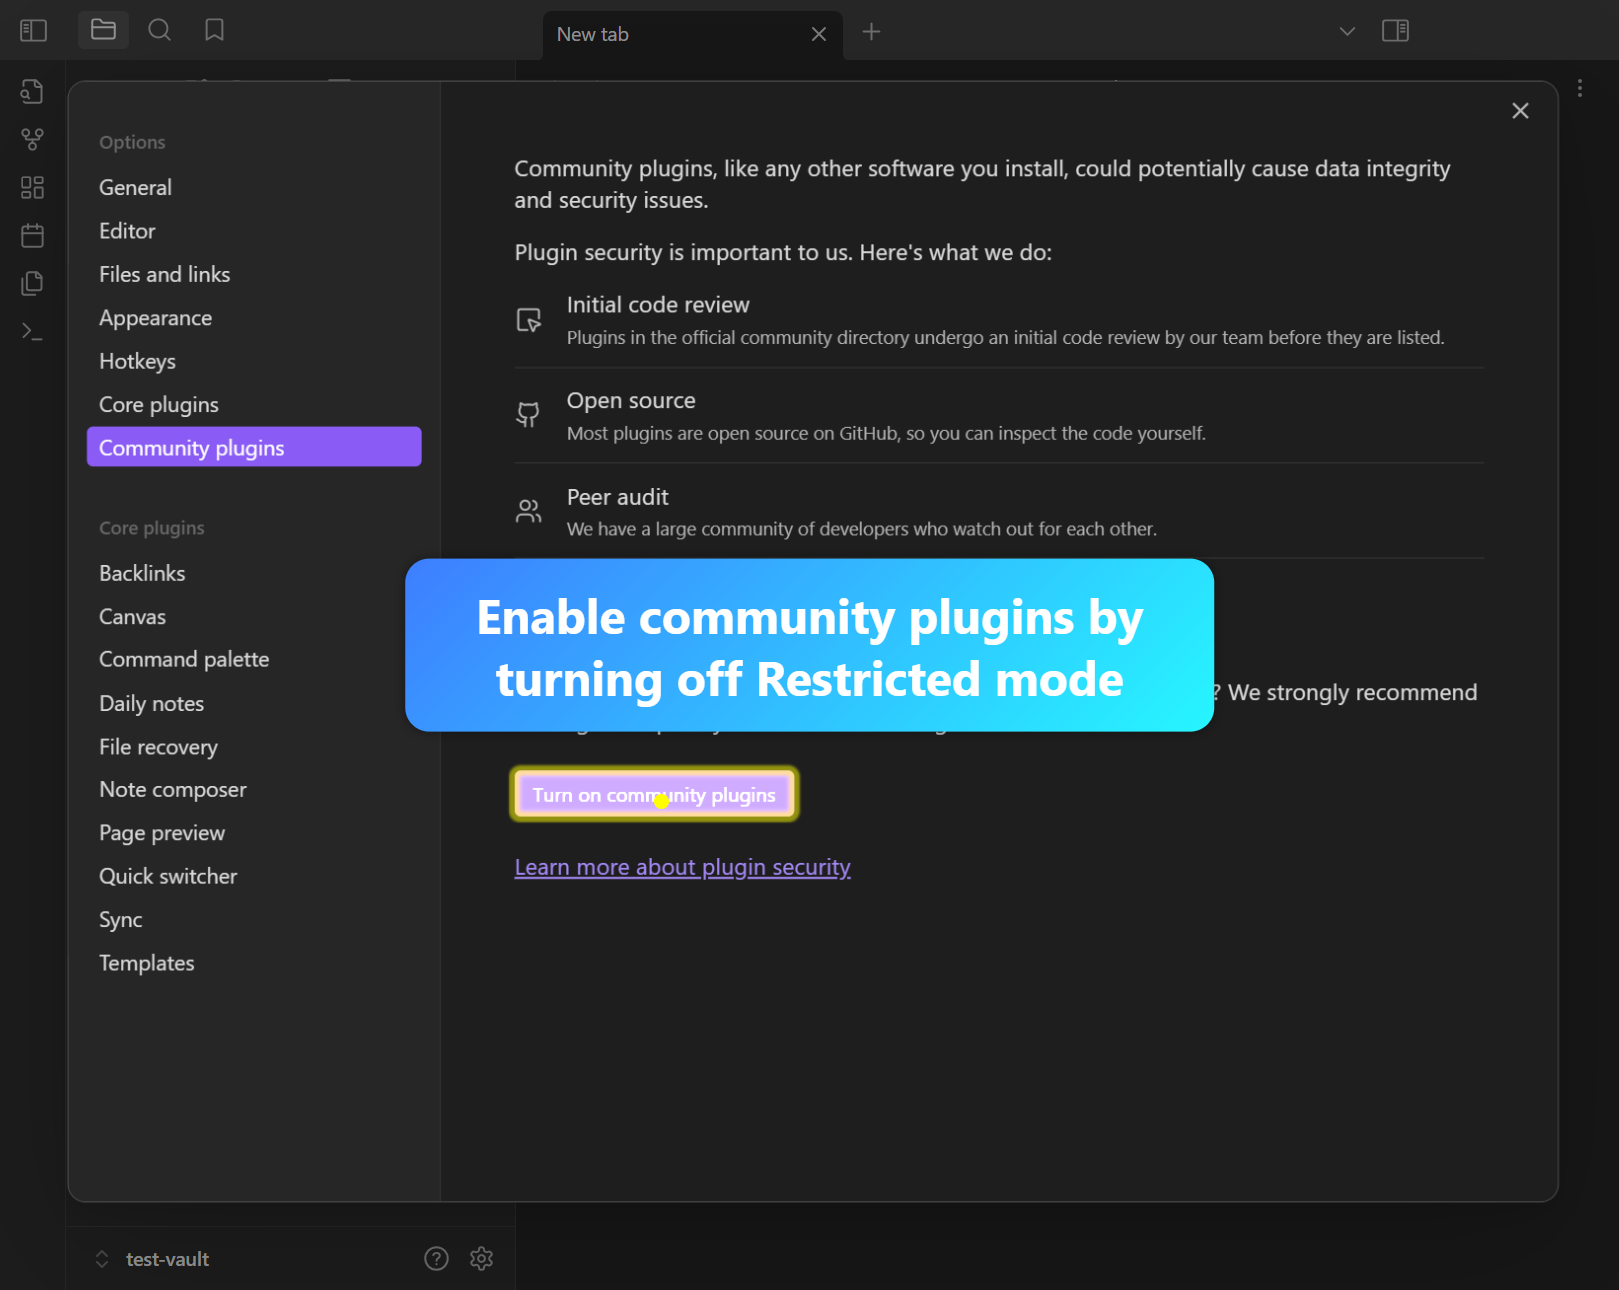 New tab
Options
General
Editor
Files and links
Appearance
Hotkeys
Core plugins
Community plugins
Core plugins
Backlinks
Canvas
Command palette
Daily notes
File recovery
Note composer
Page preview
Quick switcher
Sync
Templates
Community plugins, like any other software you install, could potentially cause data integrity
and security issues.
Plugin security is important to us. Here's what we do:
Initial code review
Plugins in the official community directory undergo an initial code review by our team before they are listed.
Open source
Most plugins are open source on GitHub, so you can inspect the code yourself.
Peer audit
We have a large community of developers who watch out for each other.
Enable community plugins by
turning off Restricted mode
? We strongly recommend
Turn on community plugins
Learn more about plugin security
test-vault